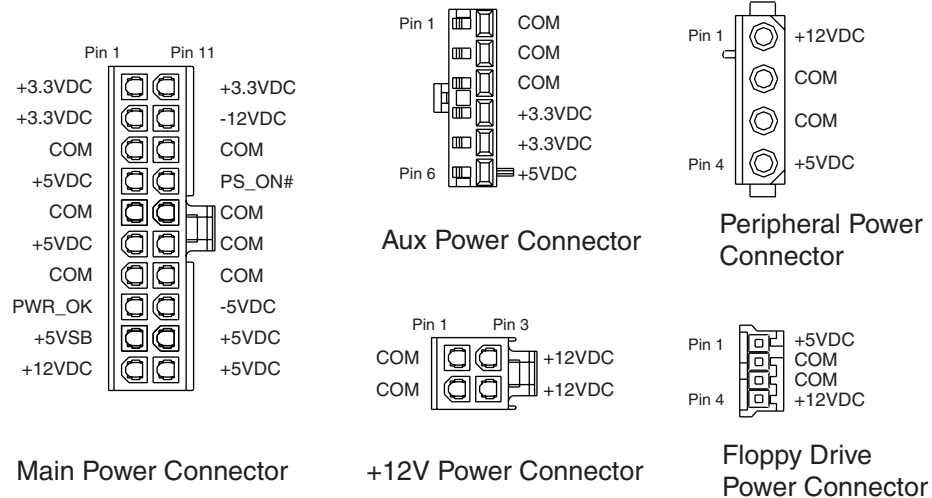 Pin 1 Pin 11
+3.3VDC +3.3VDC
+3.3VDC -12VDC
COM COM
+5VDC PS_ON#
COM COM
+5VDC COM
COM COM
PWR_OK -5VDC
+5VSB +5VDC
+12VDC +5VDC
Main Power Connector
Pin 1 COM
COM
COM
+3.3VDC
+3.3VDC
Pin 6 +5VDC
Aux Power Connector
Pin 1 +12VDC
COM
COM
Pin 4 +5VDC
Peripheral Power
Connector
Pin 1 Pin 3
COM +12VDC
COM +12VDC
+12V Power Connector
Pin 1 +5VDC
COM
COM
Pin 4 +12VDC
Floppy Drive
Power Connector